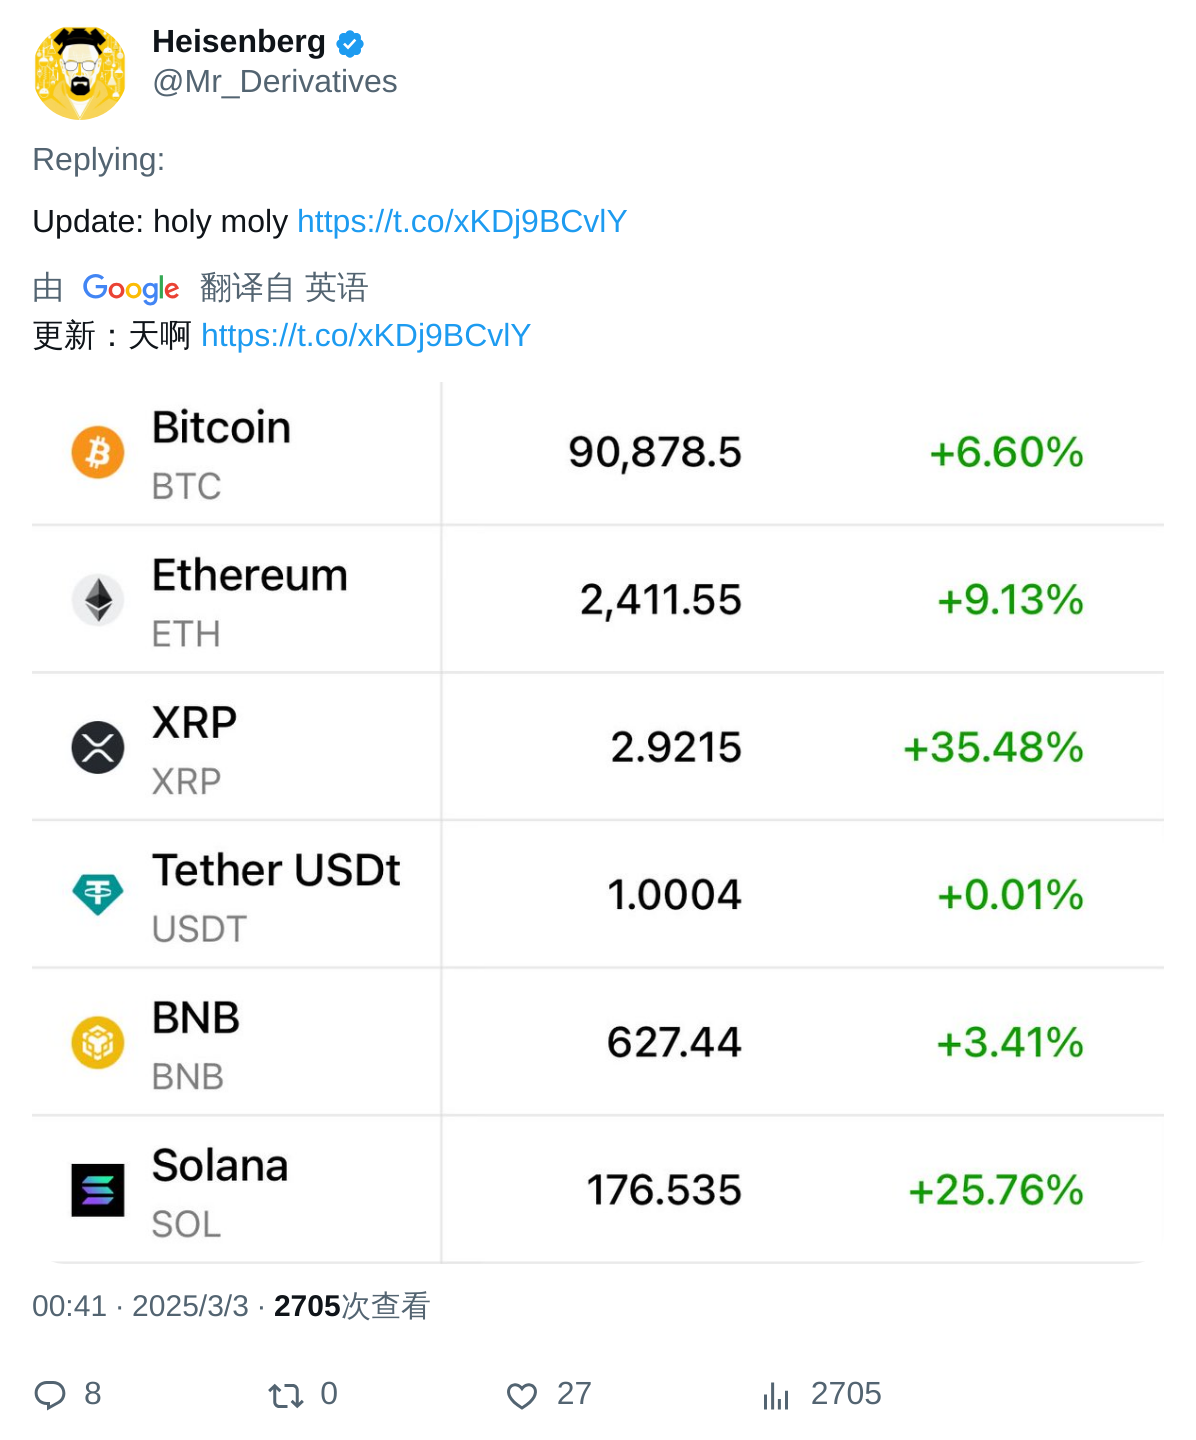 Heisenberg
@Mr_Derivatives
Replying:
Update: holy moly https://t.co/xKDj9BCvlY
由 Google 翻译自 英语
更新：天啊 https://t.co/xKDj9BCvlY
Bitcoin
BTC
90,878.5
+6.60%
Ethereum
ETH
2,411.55
+9.13%
XRP
XRP
2.9215
+35.48%
Tether USDt
USDT
1.0004
+0.01%
BNB
BNB
627.44
+3.41%
Solana
SOL
176.535
+25.76%
00:41 · 2025/3/3 · 2705次查看
8 0 27 2705